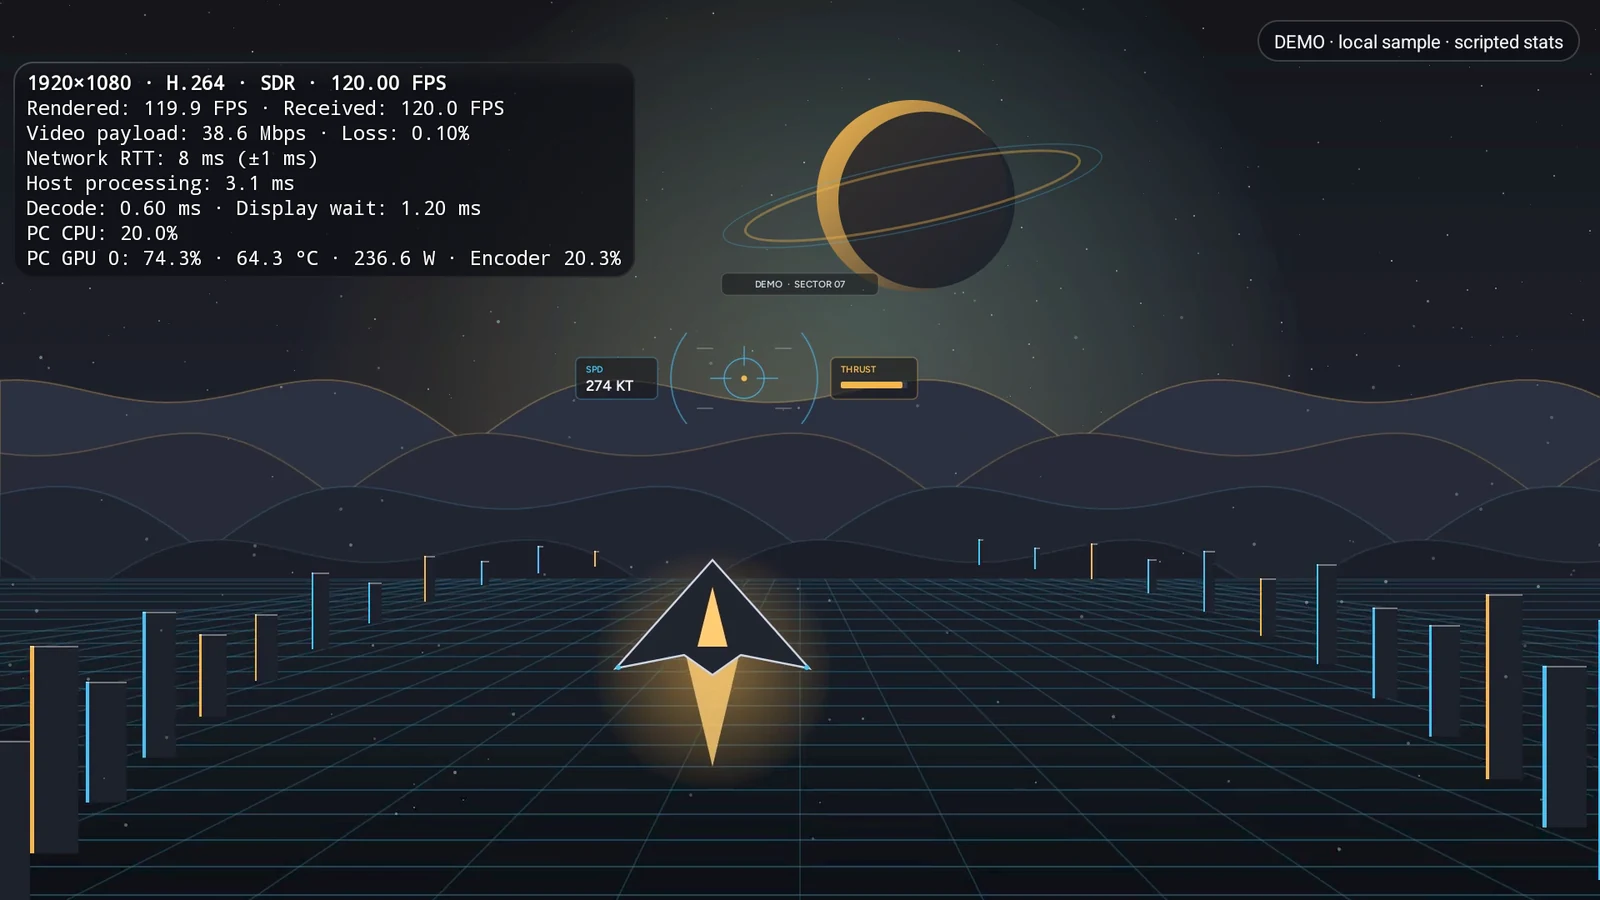 DEMO · local sample · scripted stats
1920×1080 · H.264 · SDR · 120.00 FPS
Rendered: 119.9 FPS · Received: 120.0 FPS
Video payload: 38.6 Mbps · Loss: 0.10%
Network RTT: 8 ms (±1 ms)
Host processing: 3.1 ms
Decode: 0.60 ms · Display wait: 1.20 ms
PC CPU: 20.0%
PC GPU 0: 74.3% · 64.3 °C · 236.6 W · Encoder 20.3%
DEMO · SECTOR 07
SPD
274 KT
THRUST